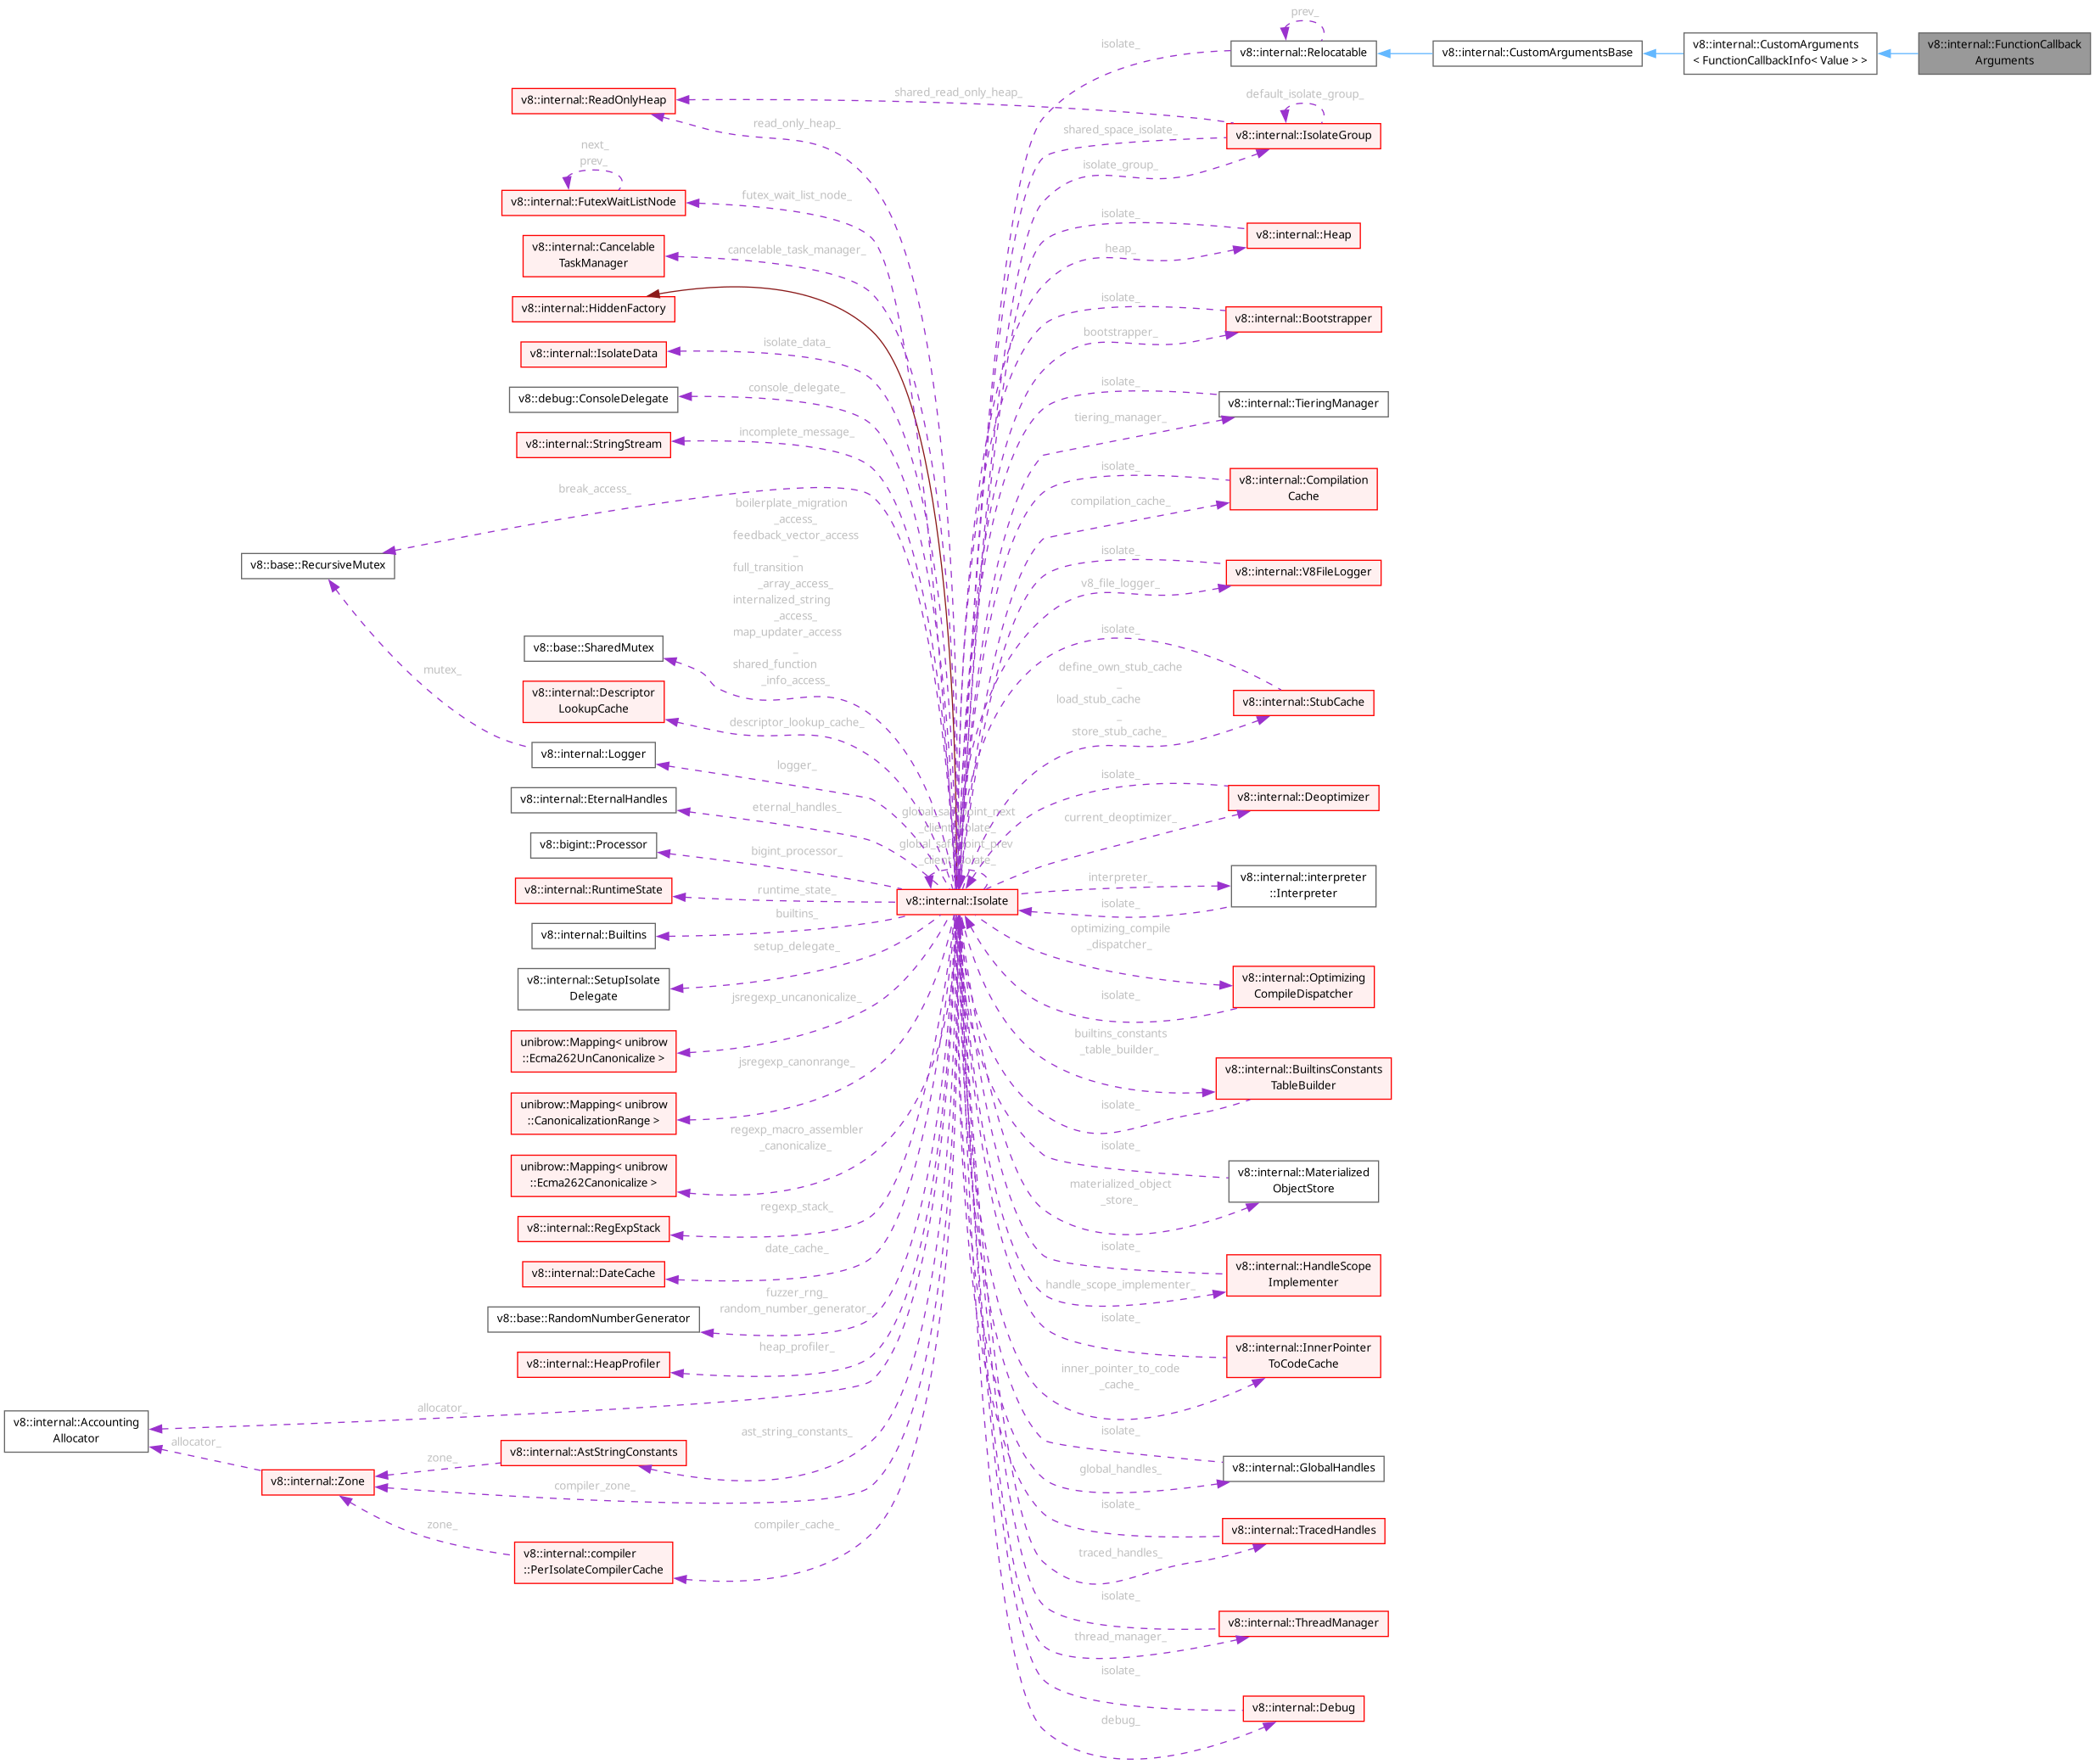 prev_
isolate_
v8::internal::Relocatable
v8::internal::CustomArgumentsBase
v8::internal::CustomArguments
< FunctionCallbackInfo< Value > >
v8::internal::FunctionCallback
Arguments
v8::internal::ReadOnlyHeap
shared_read_only_heap_
default_isolate_group_
read_only_heap_
shared_space_isolate_
v8::internal::IsolateGroup
isolate_group_
next_
prev_
v8::internal::FutexWaitListNode
futex_wait_list_node_
isolate_
v8::internal::Heap
heap_
v8::internal::Cancelable
TaskManager
cancelable_task_manager_
v8::internal::HiddenFactory
isolate_
v8::internal::Bootstrapper
bootstrapper_
v8::internal::IsolateData
isolate_data_
v8::debug::ConsoleDelegate
console_delegate_
isolate_
v8::internal::TieringManager
tiering_manager_
v8::internal::StringStream
incomplete_message_
isolate_
v8::internal::Compilation
Cache
compilation_cache_
break_access_
v8::base::RecursiveMutex
boilerplate_migration
_access_
feedback_vector_access
_
full_transition
_array_access_
internalized_string
_access_
map_updater_access
_
shared_function
_info_access_
isolate_
v8::internal::V8FileLogger
v8_file_logger_
mutex_
v8::base::SharedMutex
isolate_
define_own_stub_cache
_
load_stub_cache
_
store_stub_cache_
v8::internal::StubCache
v8::internal::Descriptor
LookupCache
descriptor_lookup_cache_
v8::internal::Logger
logger_
isolate_
v8::internal::Deoptimizer
current_deoptimizer_
v8::internal::EternalHandles
eternal_handles_
global_safepoint_next
_client_isolate_
global_safepoint_prev
_client_isolate_
v8::bigint::Processor
bigint_processor_
v8::internal::RuntimeState
runtime_state_
v8::internal::Isolate
interpreter_
isolate_
v8::internal::interpreter
::Interpreter
v8::internal::Builtins
builtins_
optimizing_compile
_dispatcher_
v8::internal::SetupIsolate
Delegate
setup_delegate_
v8::internal::Optimizing
CompileDispatcher
isolate_
jsregexp_uncanonicalize_
unibrow::Mapping< unibrow
::Ecma262UnCanonicalize >
builtins_constants
_table_builder_
v8::internal::BuiltinsConstants
TableBuilder
isolate_
jsregexp_canonrange_
unibrow::Mapping< unibrow
::CanonicalizationRange >
regexp_macro_assembler
_canonicalize_
unibrow::Mapping< unibrow
::Ecma262Canonicalize >
isolate_
v8::internal::Materialized
ObjectStore
materialized_object
_store_
regexp_stack_
v8::internal::RegExpStack
date_cache_
v8::internal::DateCache
isolate_
v8::internal::HandleScope
Implementer
handle_scope_implementer_
fuzzer_rng_
random_number_generator_
v8::base::RandomNumberGenerator
isolate_
v8::internal::InnerPointer
ToCodeCache
inner_pointer_to_code
_cache_
heap_profiler_
v8::internal::HeapProfiler
allocator_
v8::internal::Accounting
Allocator
allocator_
ast_string_constants_
v8::internal::AstStringConstants
zone_
v8::internal::Zone
compiler_zone_
isolate_
v8::internal::GlobalHandles
global_handles_
zone_
compiler_cache_
v8::internal::compiler
::PerIsolateCompilerCache
isolate_
v8::internal::TracedHandles
traced_handles_
isolate_
v8::internal::ThreadManager
thread_manager_
isolate_
v8::internal::Debug
debug_